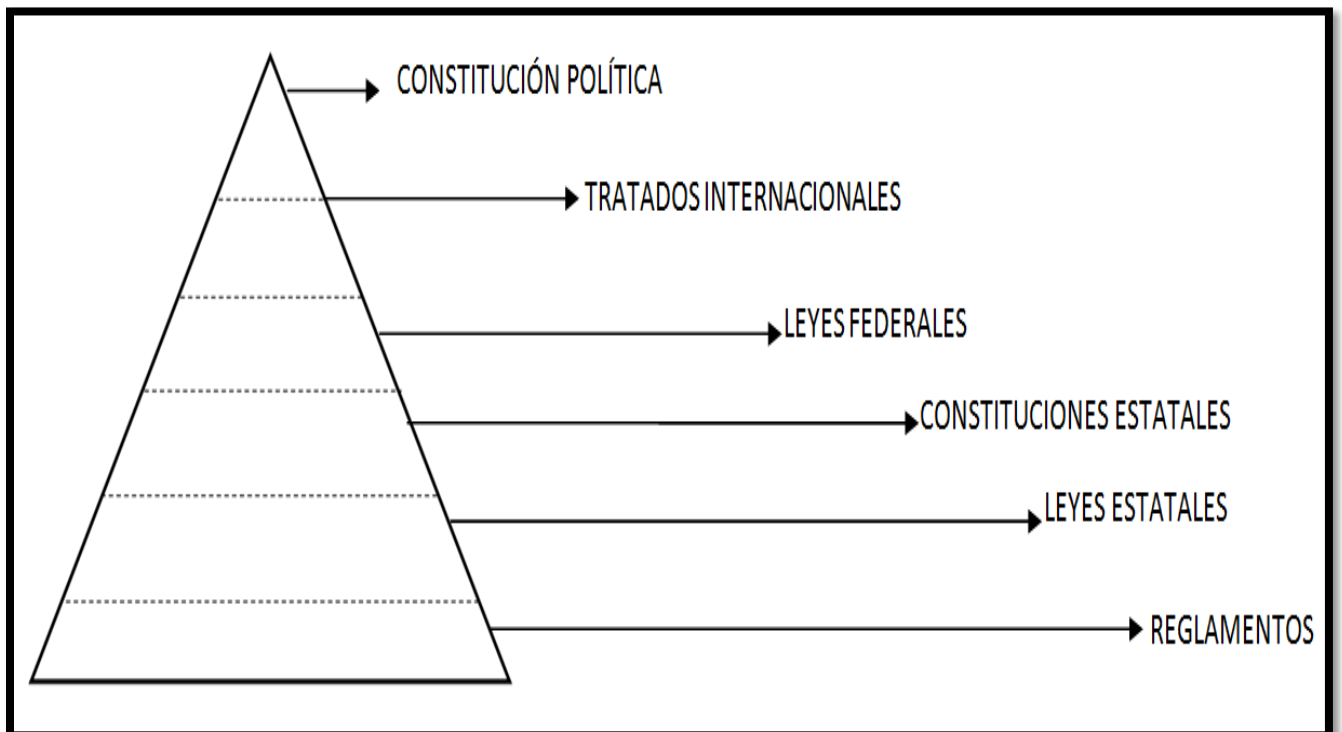 CONSTITUCIÓN POLÍTICA
TRATADOS INTERNACIONALES
LEYES FEDERALES
CONSTITUCIONES ESTATALES
LEYES ESTATALES
REGLAMENTOS